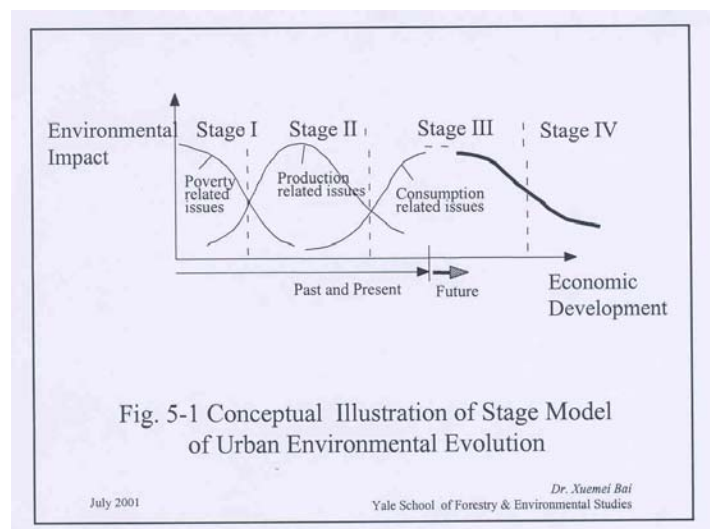 Environmental
Impact
Stage I
Stage II
Stage III
Stage IV
Poverty
related
issues
Production
related issues
Consumption
related issues
Past and Present
Future
Economic
Development
Fig. 5-1 Conceptual Illustration of Stage Model
of Urban Environmental Evolution
July 2001
Dr. Xuemei Bai
Yale School of Forestry & Environmental Studies